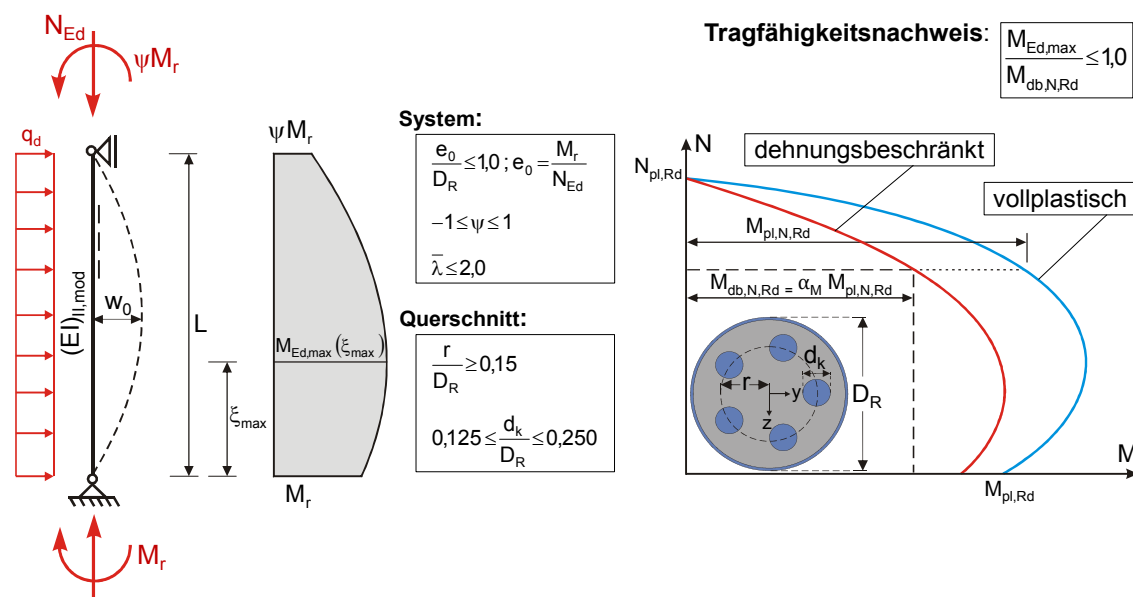 N_Ed
ψM_r
q_d
(EI)_II,mod
w_0
L
ξ_max
M_r
ψM_r
M_Ed,max (ξ_max)
M_r
System:
e_0/D_R ≤ 1,0 ; e_0 = M_r/N_Ed
−1 ≤ ψ ≤ 1
λ̅ ≤ 2,0
Querschnitt:
r/D_R ≥ 0,15
0,125 ≤ d_k/D_R ≤ 0,250
Tragfähigkeitsnachweis: M_Ed,max/M_db,N,Rd ≤ 1,0
N
N_pl,Rd
dehnungsbeschränkt
vollplastisch
M_pl,N,Rd
M_db,N,Rd = α_M M_pl,N,Rd
d_k
r
y
z
D_R
M
M_pl,Rd